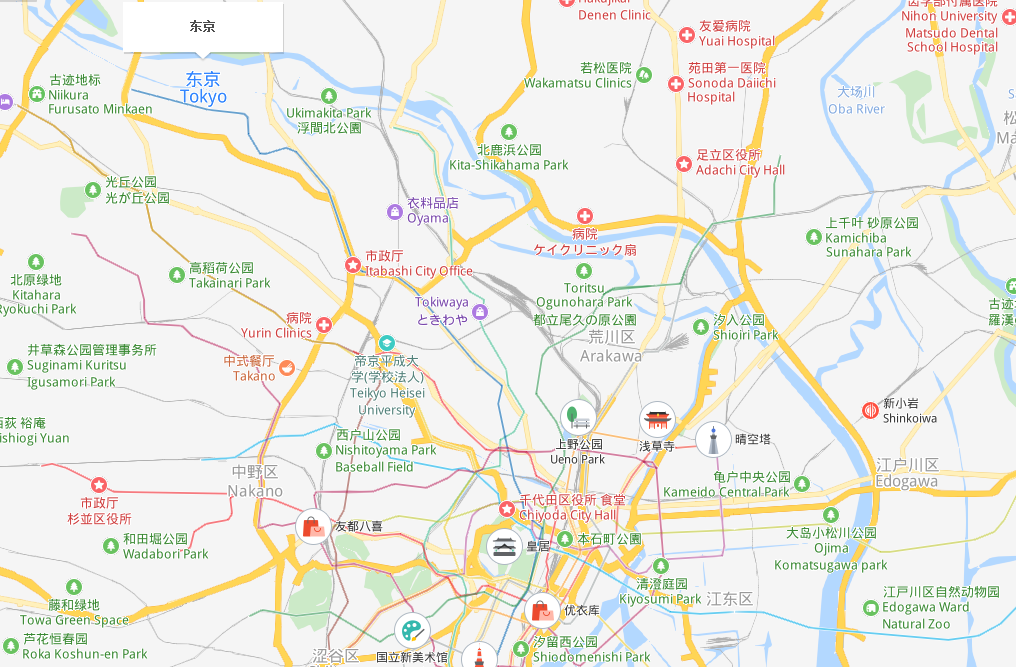 东京
东京
Tokyo
古迹地标
Niikura
Furusato Minkaen
Ukimagita Park
浮間北公園
Denen Clinic
友爱病院
Yuai Hospital
若松医院
Wakamatsu Clinics
苑田第一医院
Sonoda Daiichi
Hospital
Nihon University
Matsudo Dental
School Hospital
大场川
Oba River
北鹿浜公园
Kita-Shikahama Park
足立区役所
Adachi City Hall
光丘公园
光が丘公园
衣料品店
Oyama
病院
ケイクリニック扇
上千叶 砂原公园
Kamichiba
Sunahara Park
市政厅
Itabashi City Office
北原绿地
Kitahara
Ryokuchi Park
高稻荷公园
Takainari Park
Toritsu
Ogunohara Park
都立尾久の原公園
Tokiwaya
ときわや
古迹
羅漢
病院
Yurin Clinics
汐入公园
Shioiri Park
荒川区
Arakawa
井草森公园管理事务所
Suginami Kuritsu
Igusamori Park
中式餐厅
Takano
帝京平成大
学(学校法人)
Teikyo Heisei
University
新小岩
Shinkoiwa
荻 裕庵
ishiogi Yuan
西户山公园
Nishitoyama Park
Baseball Field
上野公园
Ueno Park
浅草寺
晴空塔
中野区
Nakano
江户川区
Edogawa
龟户中央公园
Kameido Central Park
市政厅
杉並区役所
千代田区役所 食堂
Chiyoda City Hall
友都八喜
皇居
本石町公園
和田堀公园
Wadabori Park
大岛小松川公园
Ojima
Komatsugawa park
清澄庭园
Kiyosumi Park
江东区
藤和绿地
Towa Green Space
江戸川区自然动物园
Edogawa Ward
Natural Zoo
优衣库
芦花恒春园
Roka Koshun-en Park
涩谷区
国立新美术馆
汐留西公园
Shiodomenishi Park